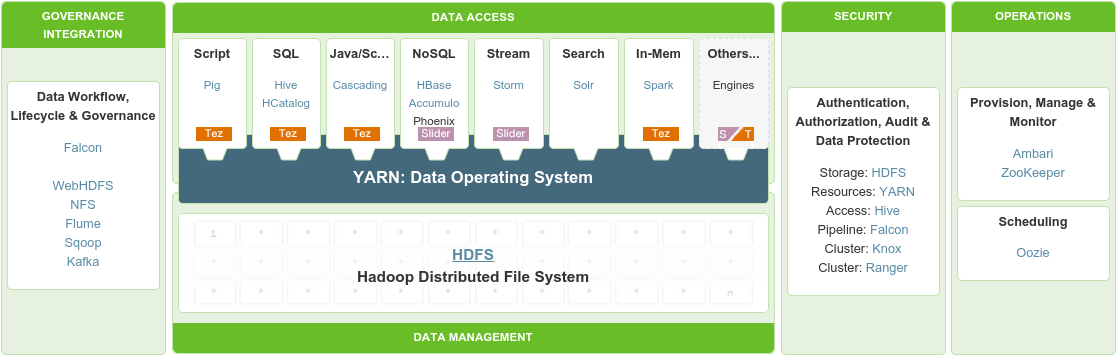 GOVERNANCE
INTEGRATION
Data Workflow,
Lifecycle & Governance
Falcon
WebHDFS
NFS
Flume
Sqoop
Kafka
DATA ACCESS
Script
Pig
Tez
SQL
Hive
HCatalog
Tez
Java/Sc...
Cascading
Tez
NoSQL
HBase
Accumulo
Phoenix
Slider
Stream
Storm
Slider
Search
Solr
In-Mem
Spark
Tez
Others...
Engines
S T
YARN: Data Operating System
1
HDFS
Hadoop Distributed File System
n
DATA MANAGEMENT
SECURITY
Authentication,
Authorization, Audit &
Data Protection
Storage: HDFS
Resources: YARN
Access: Hive
Pipeline: Falcon
Cluster: Knox
Cluster: Ranger
OPERATIONS
Provision, Manage &
Monitor
Ambari
ZooKeeper
Scheduling
Oozie